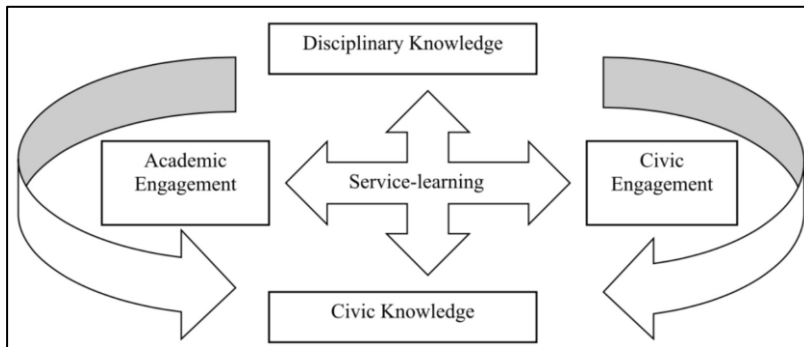 Disciplinary Knowledge
Academic
Engagement
Service-learning
Civic
Engagement
Civic Knowledge